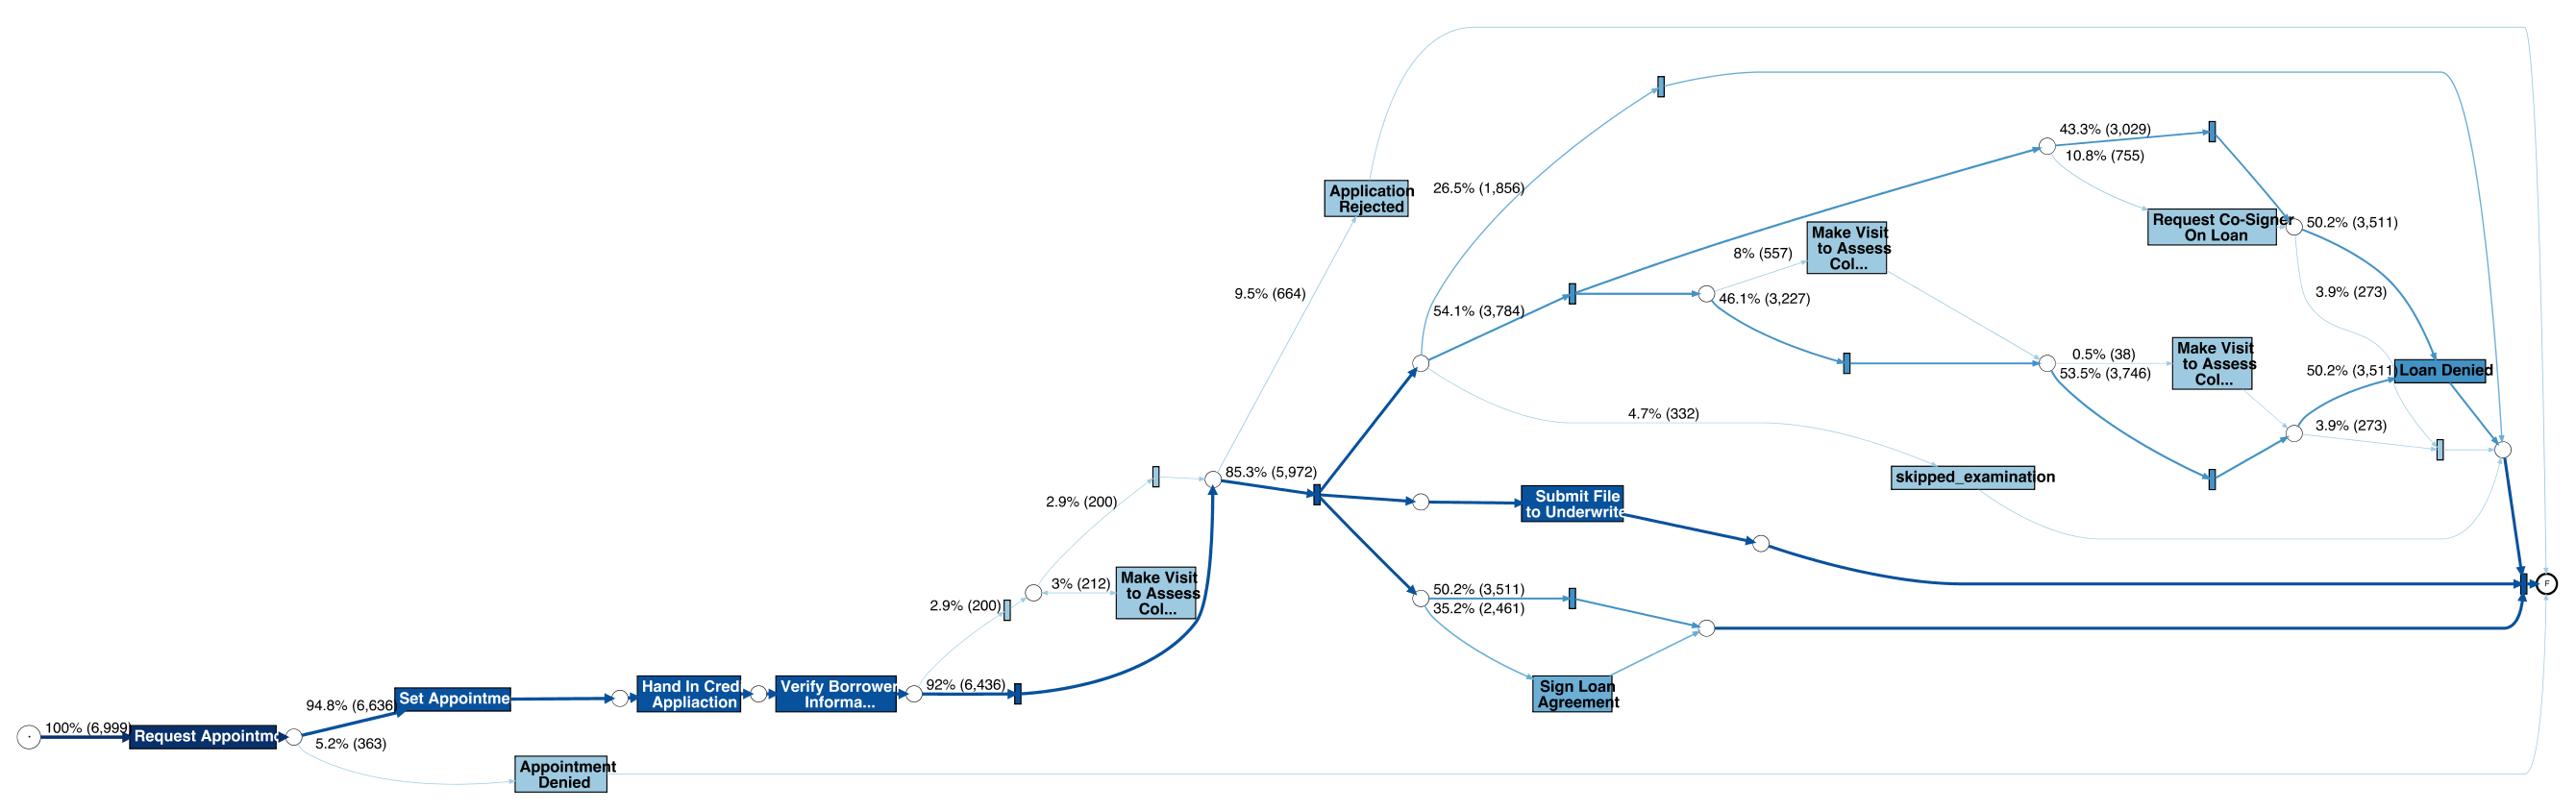 100% (6,999)
Request Appointme
94.8% (6,636)
5.2% (363)
Set Appointme
Appointment
Denied
Hand In Credi
Appliaction
Verify Borrower
Informa...
92% (6,436)
2.9% (200)
3% (212)
2.9% (200)
Make Visit
to Assess
Col...
9.5% (664)
85.3% (5,972)
Application
Rejected
26.5% (1,856)
54.1% (3,784)
4.7% (332)
Submit File
to Underwrite
50.2% (3,511)
35.2% (2,461)
Sign Loan
Agreement
8% (557)
46.1% (3,227)
Make Visit
to Assess
Col...
skipped_examination
43.3% (3,029)
10.8% (755)
Request Co-Signer
On Loan
0.5% (38)
53.5% (3,746)
Make Visit
to Assess
Col...
50.2% (3,511)
3.9% (273)
50.2% (3,511)
3.9% (273)
Loan Denied
F